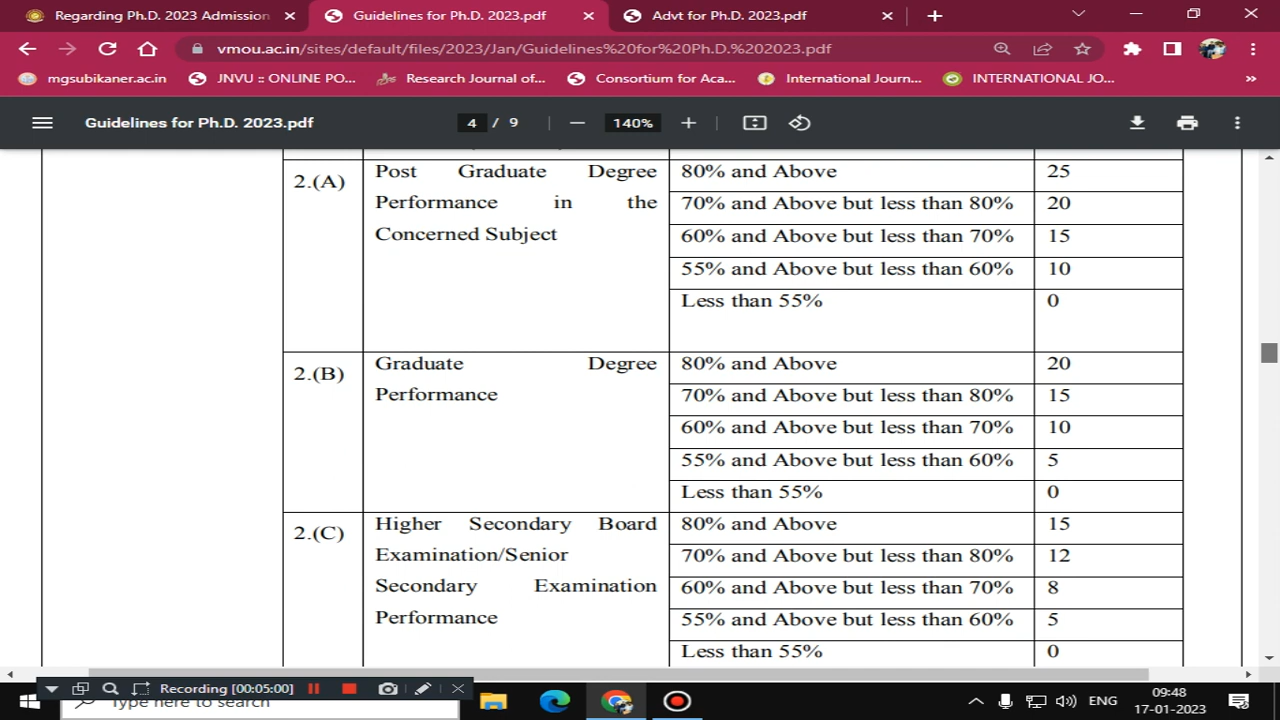 Regarding Ph.D. 2023 Admission
Guidelines for Ph.D. 2023.pdf
Advt for Ph.D. 2023.pdf
vmou.ac.in/sites/default/files/2023/Jan/Guidelines%20for%20Ph.D.%202023.pdf
mgsubikaner.ac.in
JNVU :: ONLINE PO...
Research Journal of...
Consortium for Aca...
International Journ...
INTERNATIONAL JO...
Guidelines for Ph.D. 2023.pdf
4 / 9
140%
2.(A)
Post Graduate Degree
Performance in the
Concerned Subject
80% and Above 25
70% and Above but less than 80% 20
60% and Above but less than 70% 15
55% and Above but less than 60% 10
Less than 55% 0
2.(B)
Graduate Degree
Performance
80% and Above 20
70% and Above but less than 80% 15
60% and Above but less than 70% 10
55% and Above but less than 60% 5
Less than 55% 0
2.(C)
Higher Secondary Board
Examination/Senior
Secondary Examination
Performance
80% and Above 15
70% and Above but less than 80% 12
60% and Above but less than 70% 8
55% and Above but less than 60% 5
Less than 55% 0
Recording [00:05:00]
Type here to search
ENG
09:48
17-01-2023